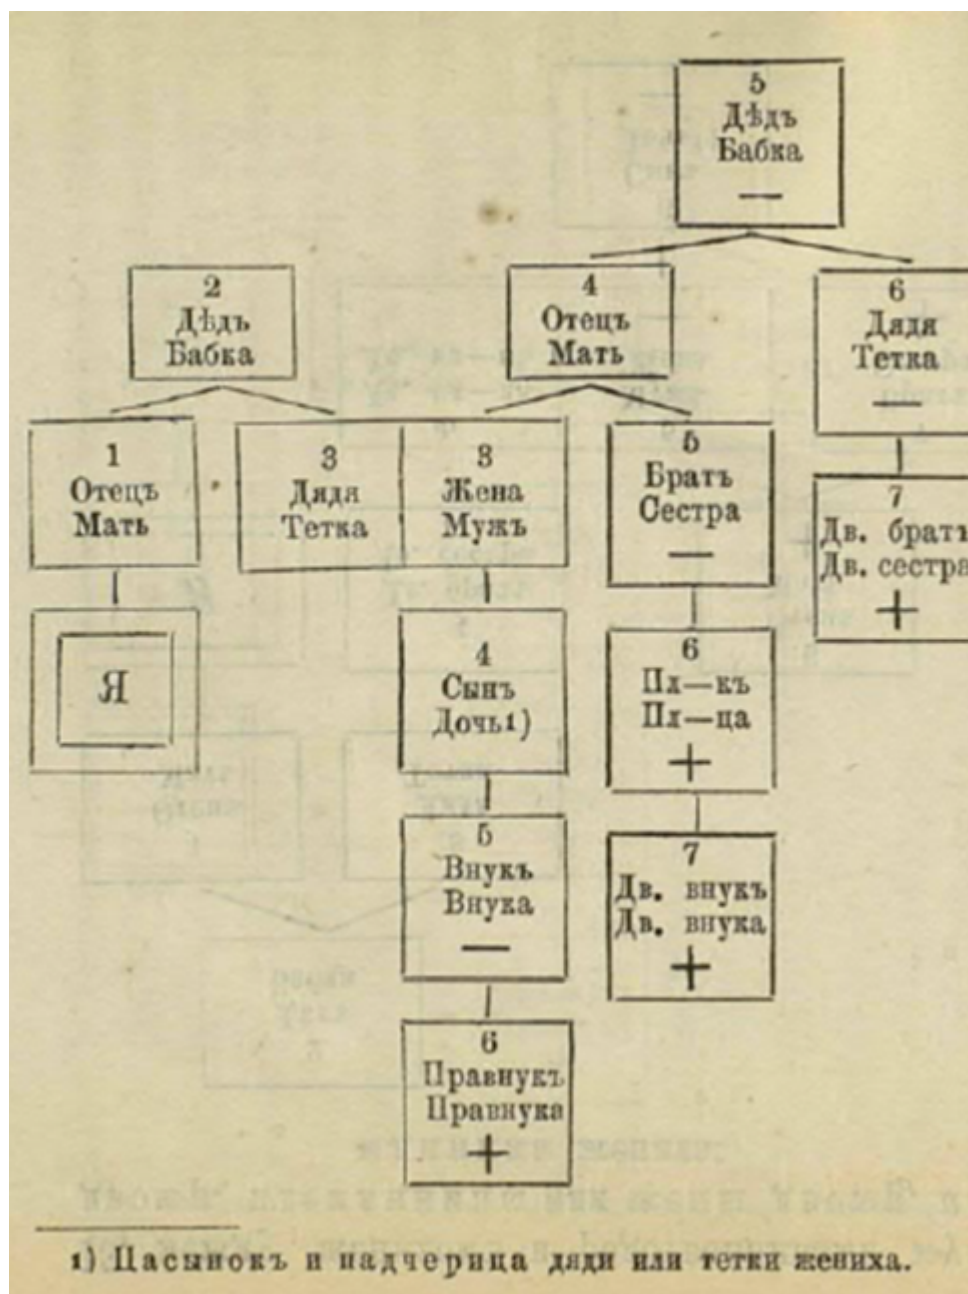 5
Дѣдъ
Бабка
—
2
Дѣдъ
Бабка
4
Отецъ
Мать
6
Дядя
Тетка
—
1
Отецъ
Мать
3
Дядя
Тетка
3
Жена
Мужъ
5
Братъ
Сестра
—
7
Дв. братъ
Дв. сестра
+
Я
4
Сынъ
Дочь1)
6
Пл—къ
Пл—ца
+
5
Внукъ
Внука
—
7
Дв. внукъ
Дв. внука
+
6
Правнукъ
Правнука
+
1) Пасынокъ и падчерица дяди или тетки жениха.